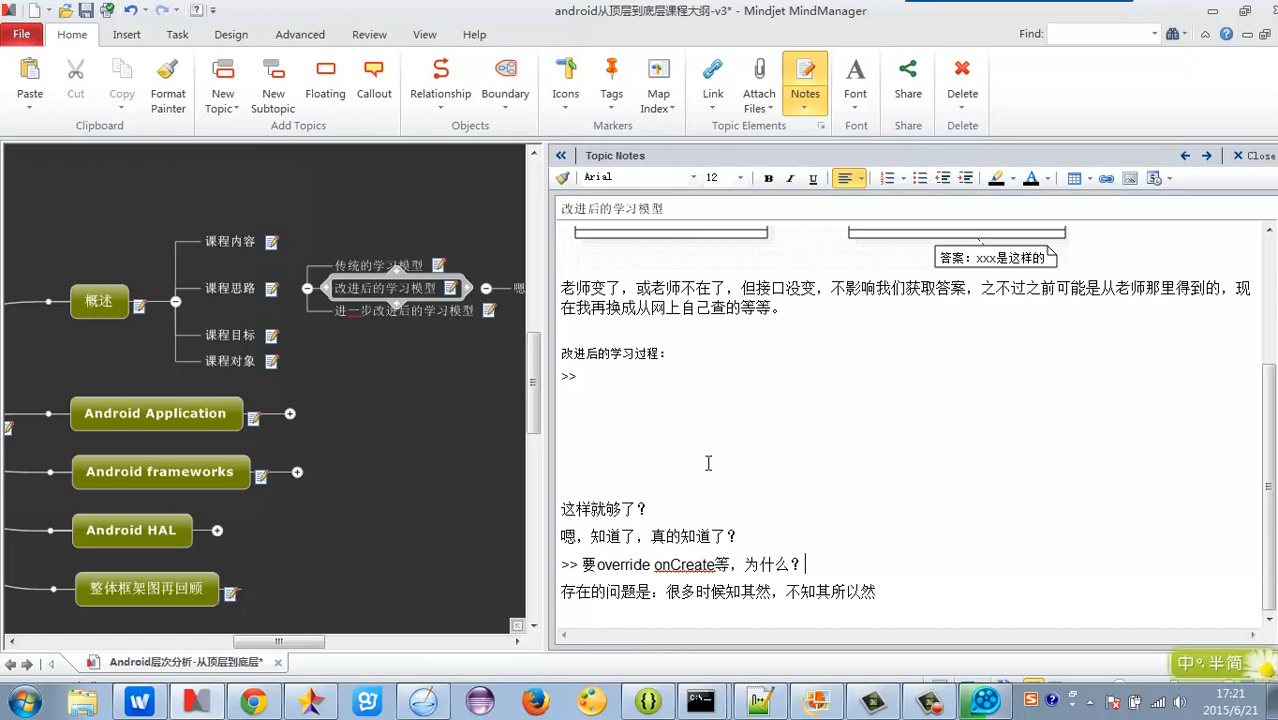 android从顶层到底层课程大纲-v3* - Mindjet MindManager
File Home Insert Task Design Advanced Review View Help Find:
Paste Cut Copy Format Painter New Topic New Subtopic Floating Callout Relationship Boundary Icons Tags Map Index Link Attach Files Notes Font Share Delete
Clipboard Add Topics Objects Markers Topic Elements Font Share Delete
Topic Notes Close
Arial 12 B I U
改进后的学习模型
答案：xxx是这样的
老师变了，或老师不在了，但接口没变，不影响我们获取答案，之不过之前可能是从老师那里得到的，现
在我再换成从网上自己查的等等。
改进后的学习过程：
>>
这样就够了？
嗯，知道了，真的知道了？
>> 要override onCreate等，为什么？
存在的问题是：很多时候知其然，不知其所以然
课程内容
传统的学习模型
概述 课程思路 改进后的学习模型 嗯
进一步改进后的学习模型
课程目标
课程对象
Android Application
Android frameworks
Android HAL
整体框架图再回顾
Android层次分析-从顶层到底层*
中 半 简
17:21
2015/6/21